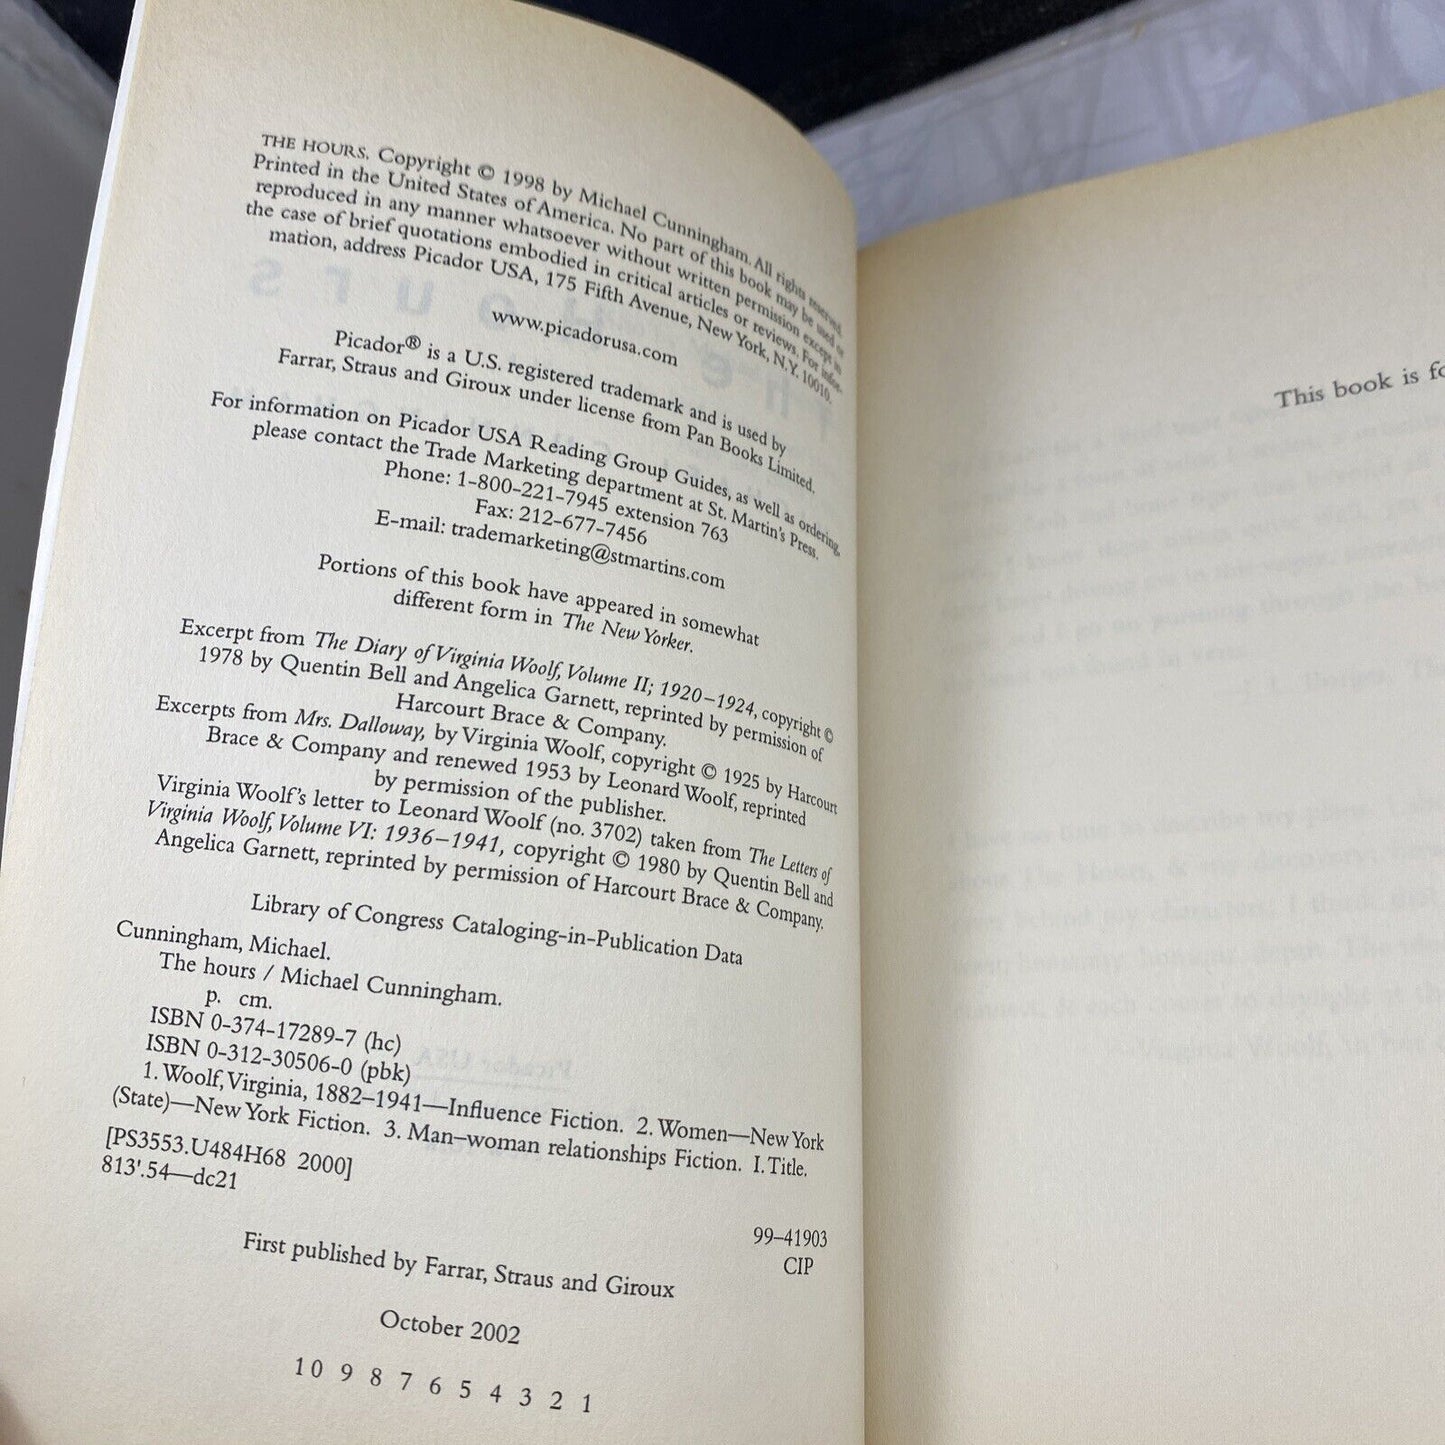 THE HOURS. Copyright © 1998 by Michael Cunningham. All rights reserved.
Printed in the United States of America. No part of this book may be used or
reproduced in any manner whatsoever without written permission except in
the case of brief quotations embodied in critical articles or reviews. For infor-
mation, address Picador USA, 175 Fifth Avenue, New York, N.Y. 10010.
www.picadorusa.com
Picador® is a U.S. registered trademark and is used by
Farrar, Straus and Giroux under license from Pan Books Limited.
For information on Picador USA Reading Group Guides, as well as ordering,
please contact the Trade Marketing department at St. Martin's Press.
Phone: 1-800-221-7945 extension 763
Fax: 212-677-7456
E-mail: trademarketing@stmartins.com
Portions of this book have appeared in somewhat
different form in The New Yorker.
Excerpt from The Diary of Virginia Woolf, Volume II; 1920–1924, copyright ©
1978 by Quentin Bell and Angelica Garnett, reprinted by permission of
Harcourt Brace & Company.
Excerpts from Mrs. Dalloway, by Virginia Woolf, copyright © 1925 by Harcourt
Brace & Company and renewed 1953 by Leonard Woolf, reprinted
by permission of the publisher.
Virginia Woolf's letter to Leonard Woolf (no. 3702) taken from The Letters of
Virginia Woolf, Volume VI: 1936–1941, copyright © 1980 by Quentin Bell and
Angelica Garnett, reprinted by permission of Harcourt Brace & Company.
Library of Congress Cataloging-in-Publication Data
Cunningham, Michael.
The hours / Michael Cunningham.
p. cm.
ISBN 0-374-17289-7 (hc)
ISBN 0-312-30506-0 (pbk)
1. Woolf, Virginia, 1882–1941—Influence Fiction. 2. Women—New York
(State)—New York Fiction. 3. Man–woman relationships Fiction. I. Title.
[PS3553.U484H68 2000]
813'.54—dc21
99–41903
CIP
First published by Farrar, Straus and Giroux
October 2002
10 9 8 7 6 5 4 3 2 1
This book is fo